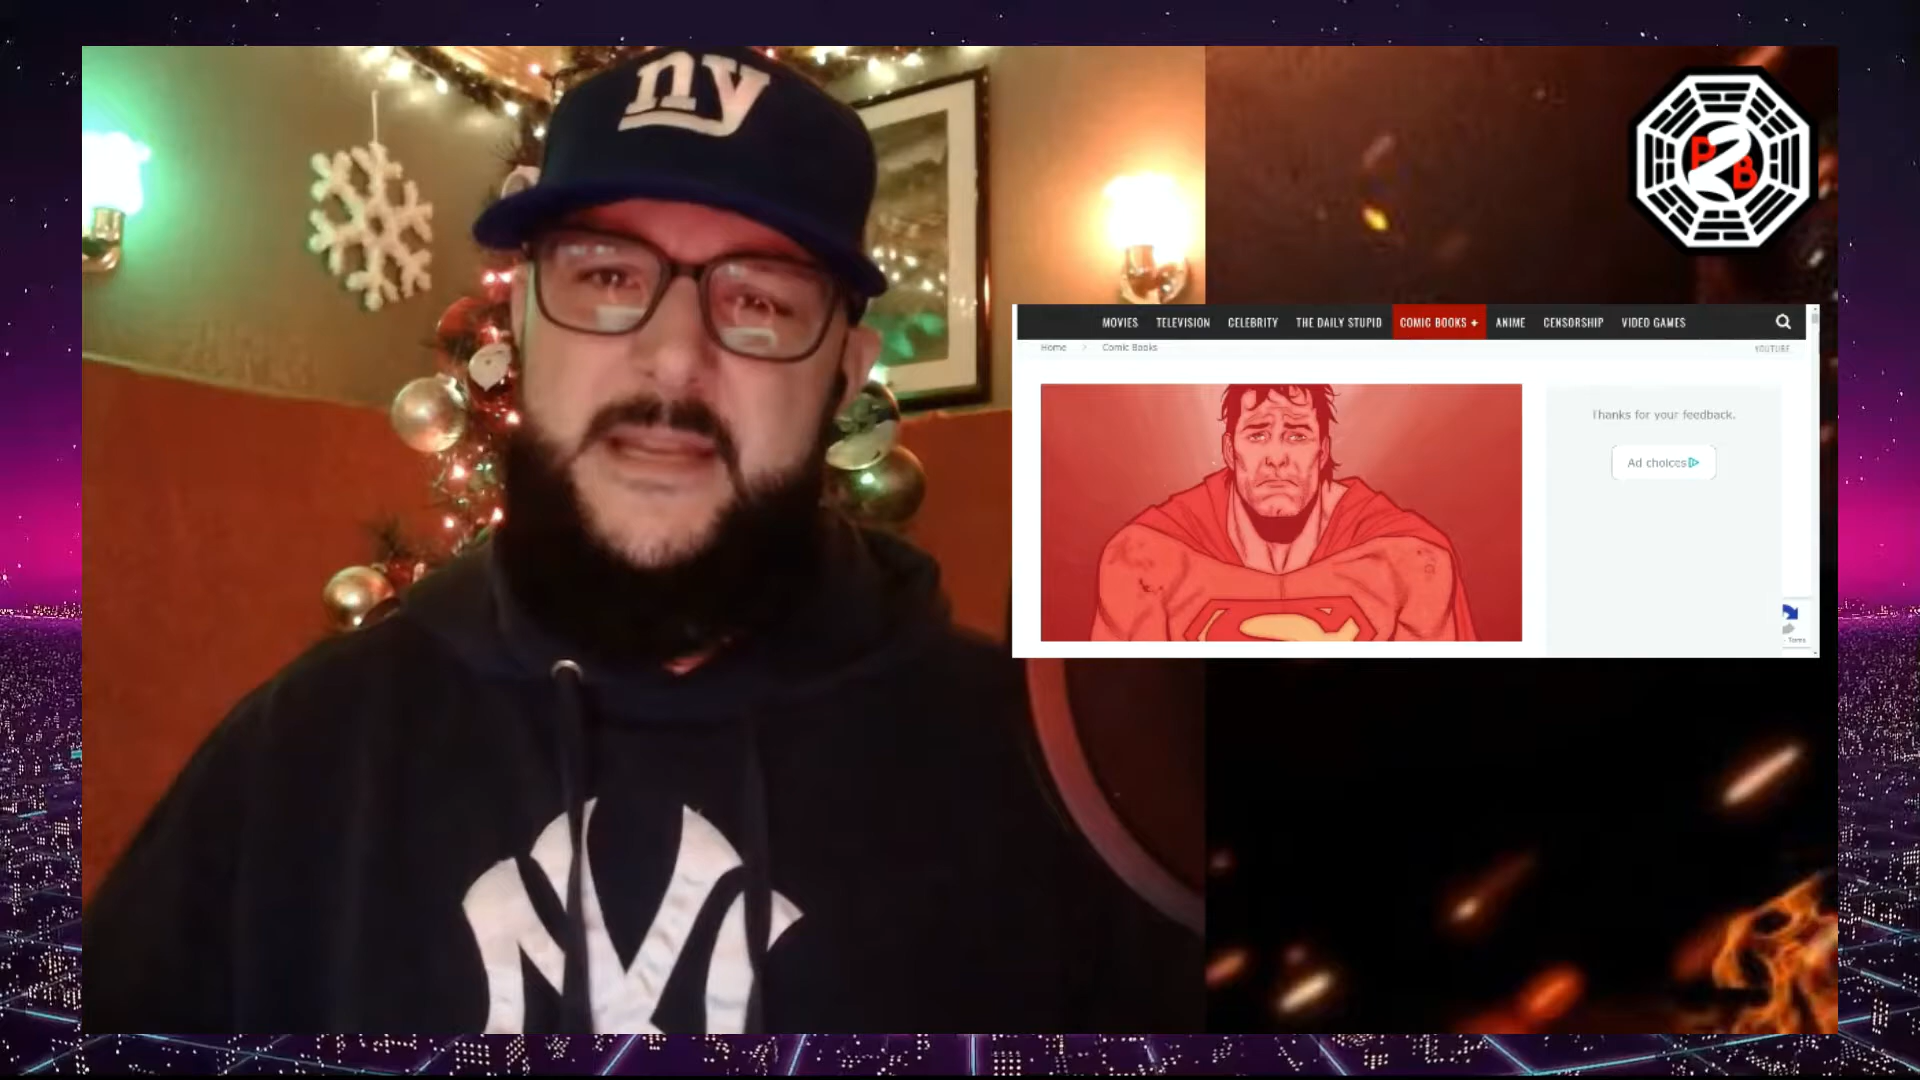 ny
P
B
MOVIES TELEVISION CELEBRITY THE DAILY STUPID COMIC BOOKS + ANIME CENSORSHIP VIDEO GAMES
Home > Comic Books
YOUTUBE
Thanks for your feedback.
Ad choices
- Terms
NY